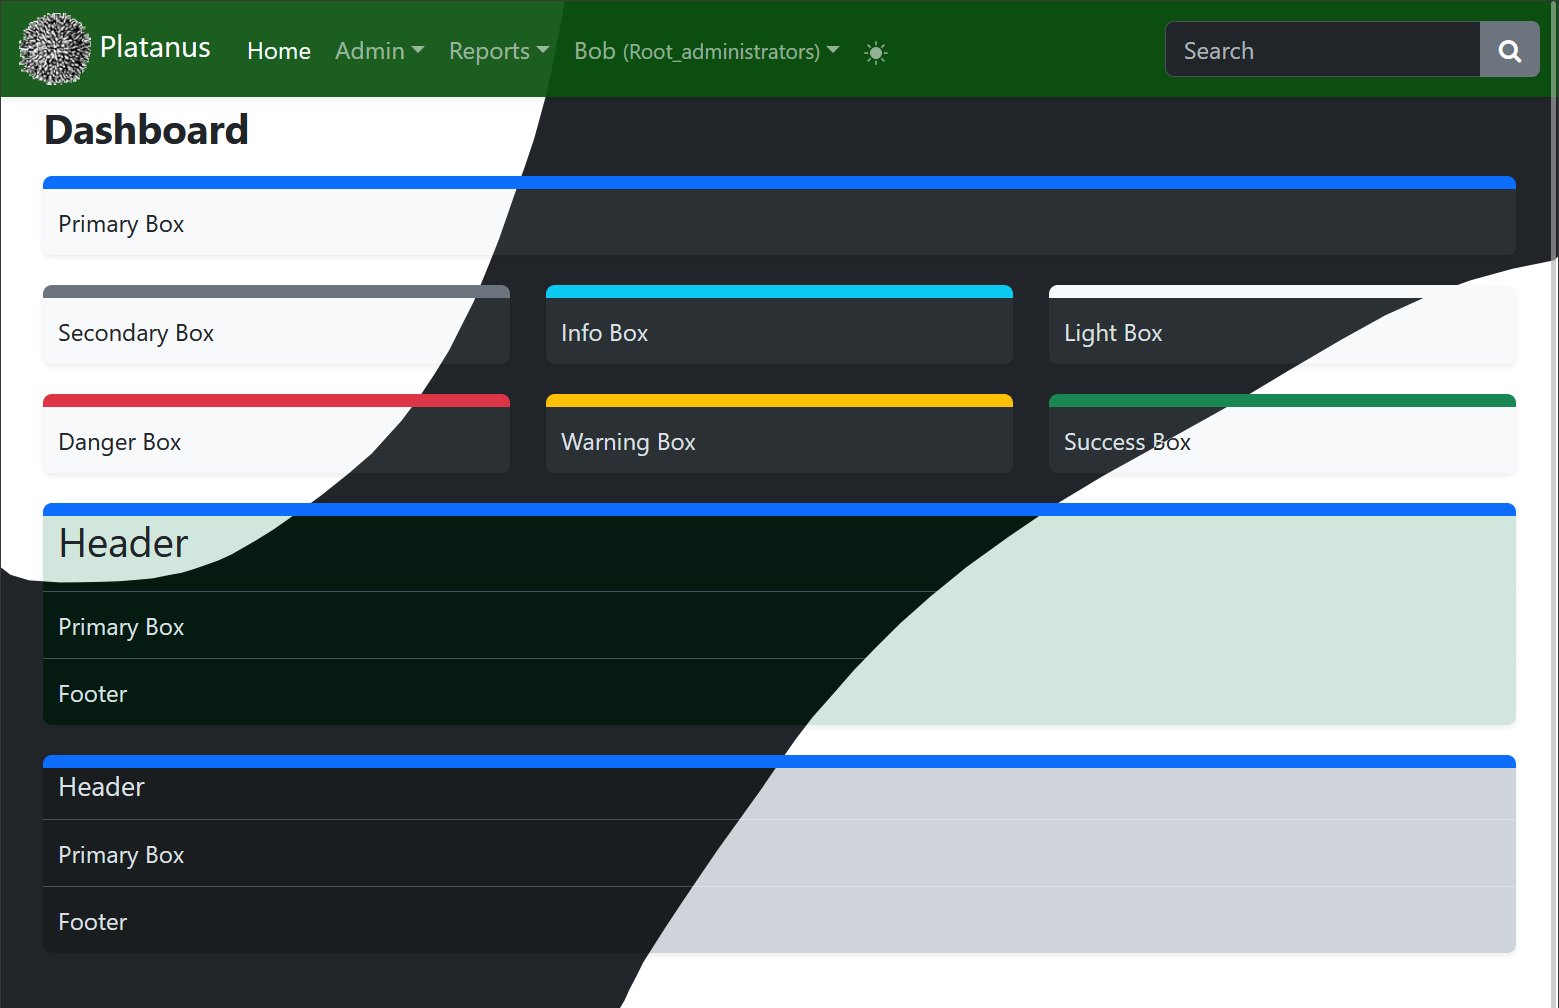 Platanus Home Admin Reports Bob (Root_administrators) Search
Dashboard
Primary Box
Secondary Box Info Box Light Box
Danger Box Warning Box Success Box
Header
Primary Box
Footer
Header
Primary Box
Footer